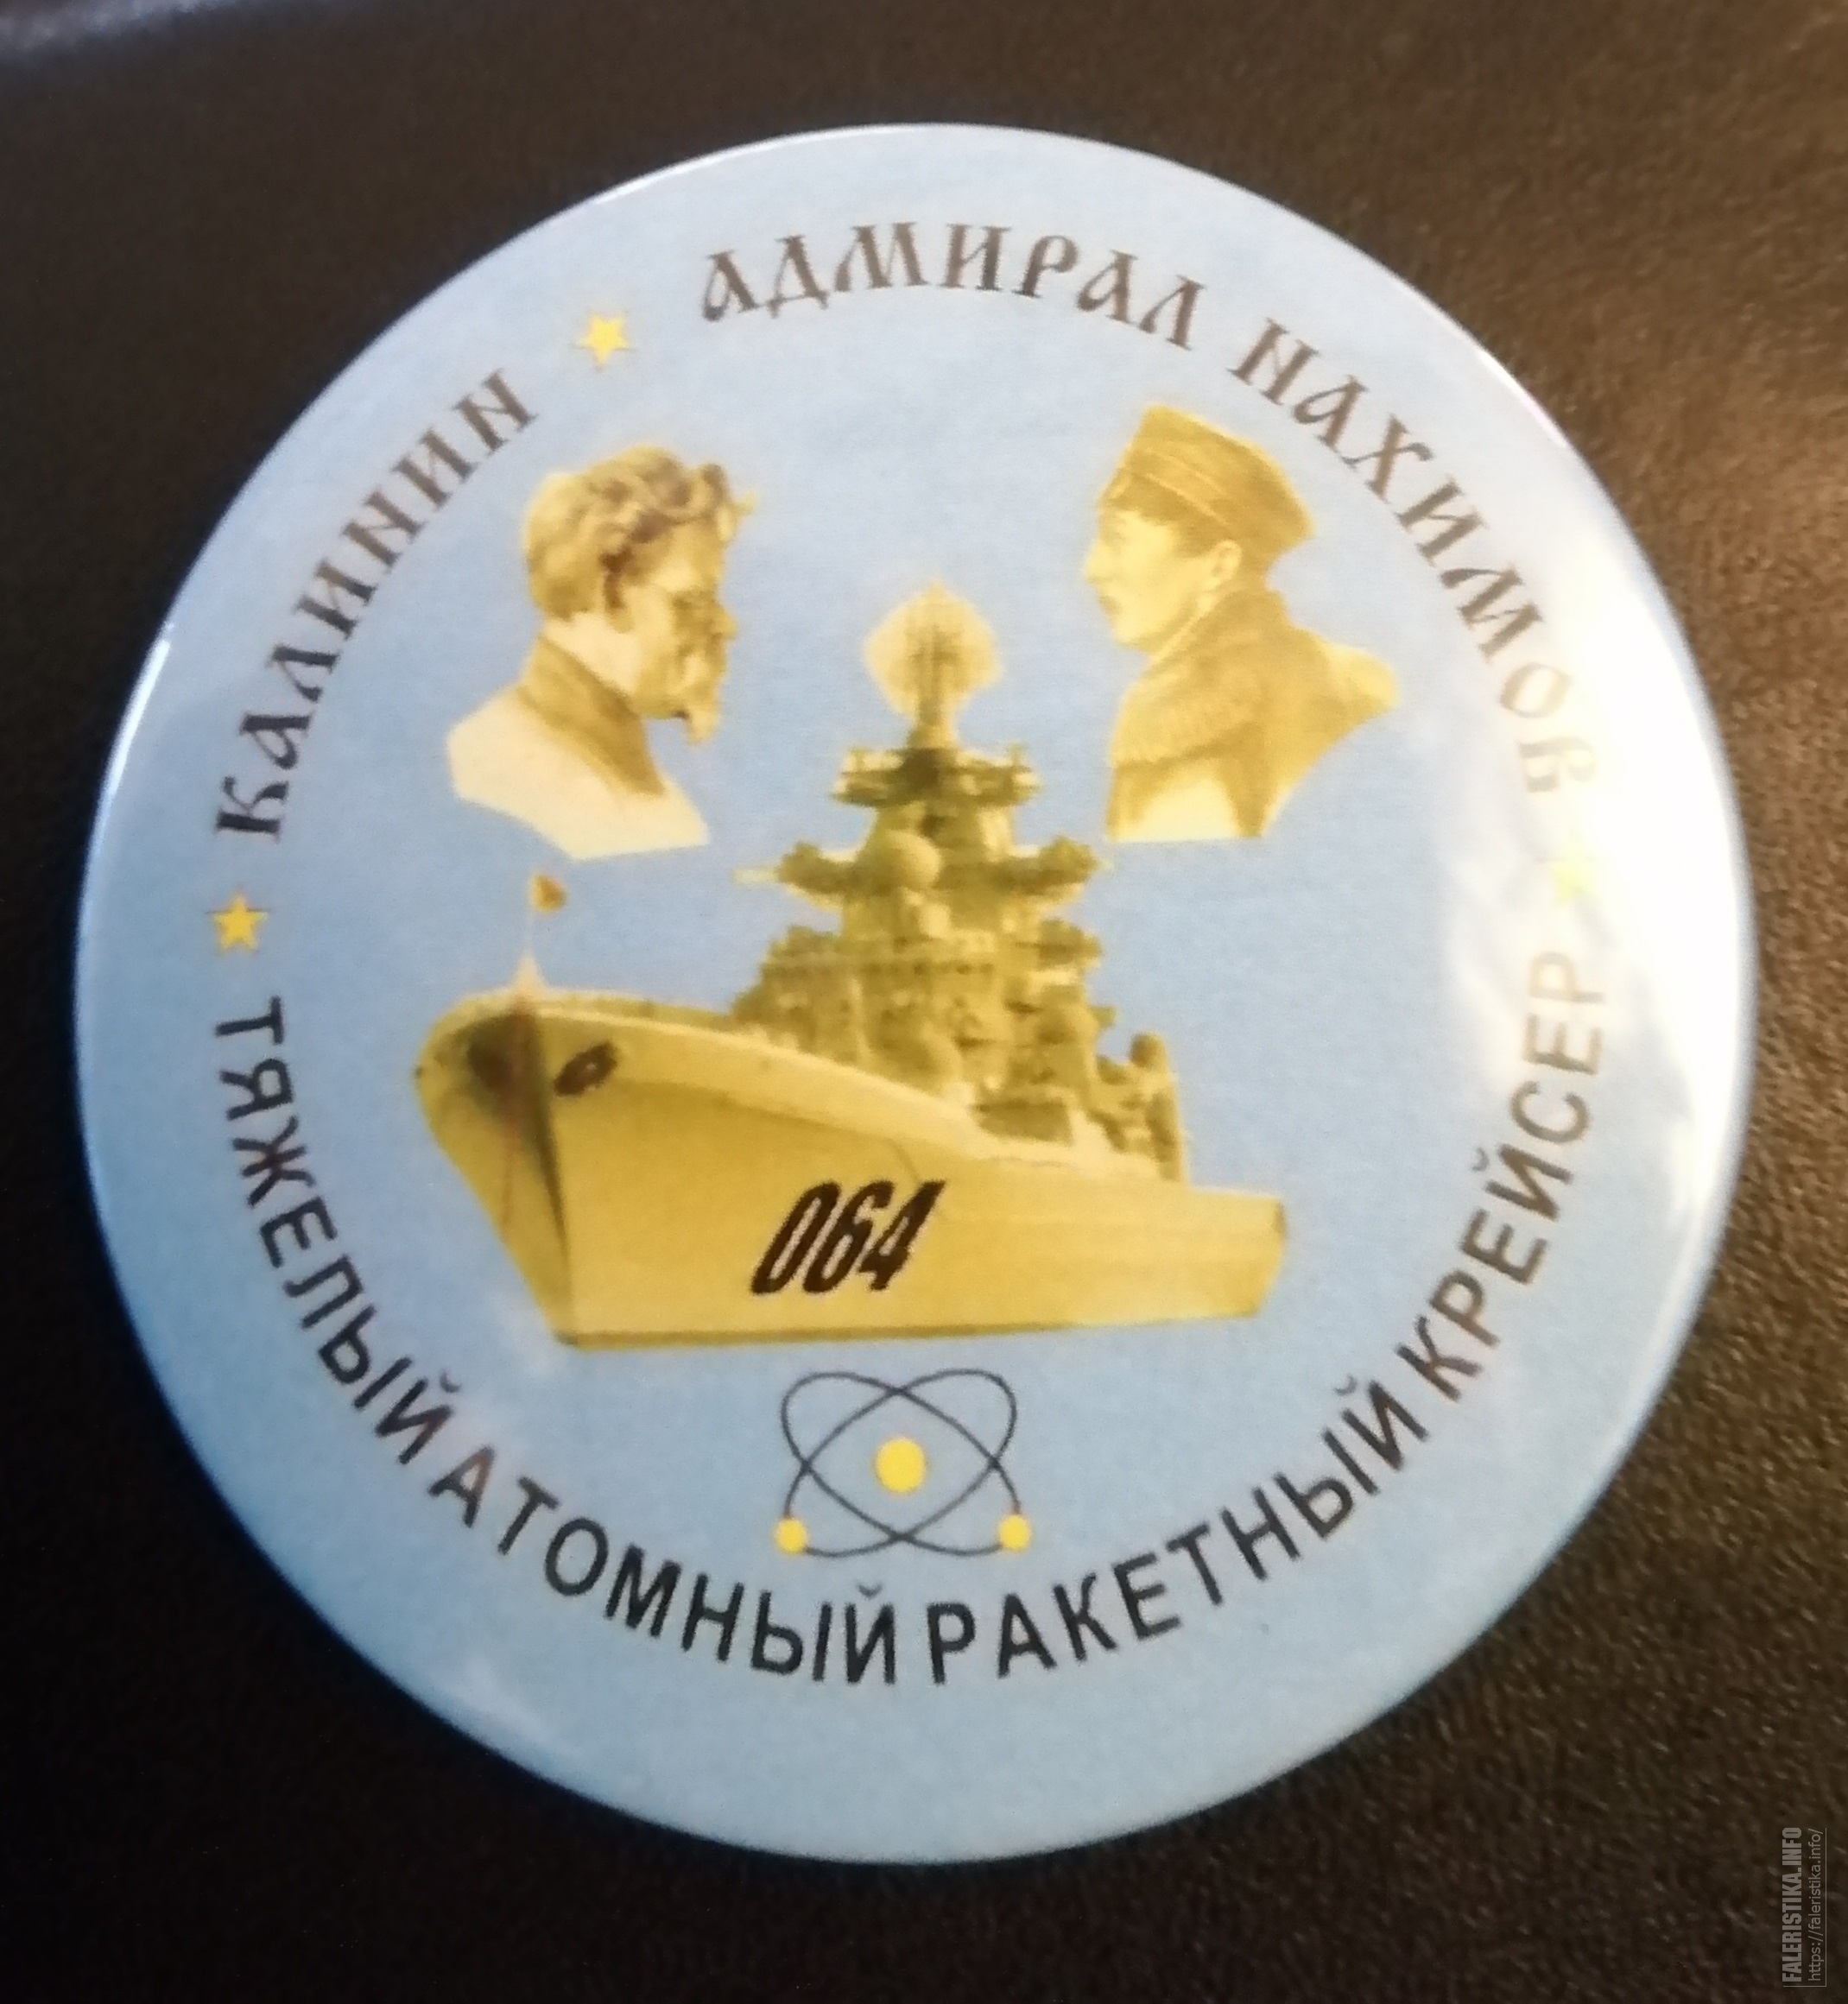 КАЛИНИН
АДМИРАЛ НАХИМОВ
064
ТЯЖЕЛЫЙ АТОМНЫЙ РАКЕТНЫЙ КРЕЙСЕР
FALERISTIKA.INFO
https://faleristika.info/